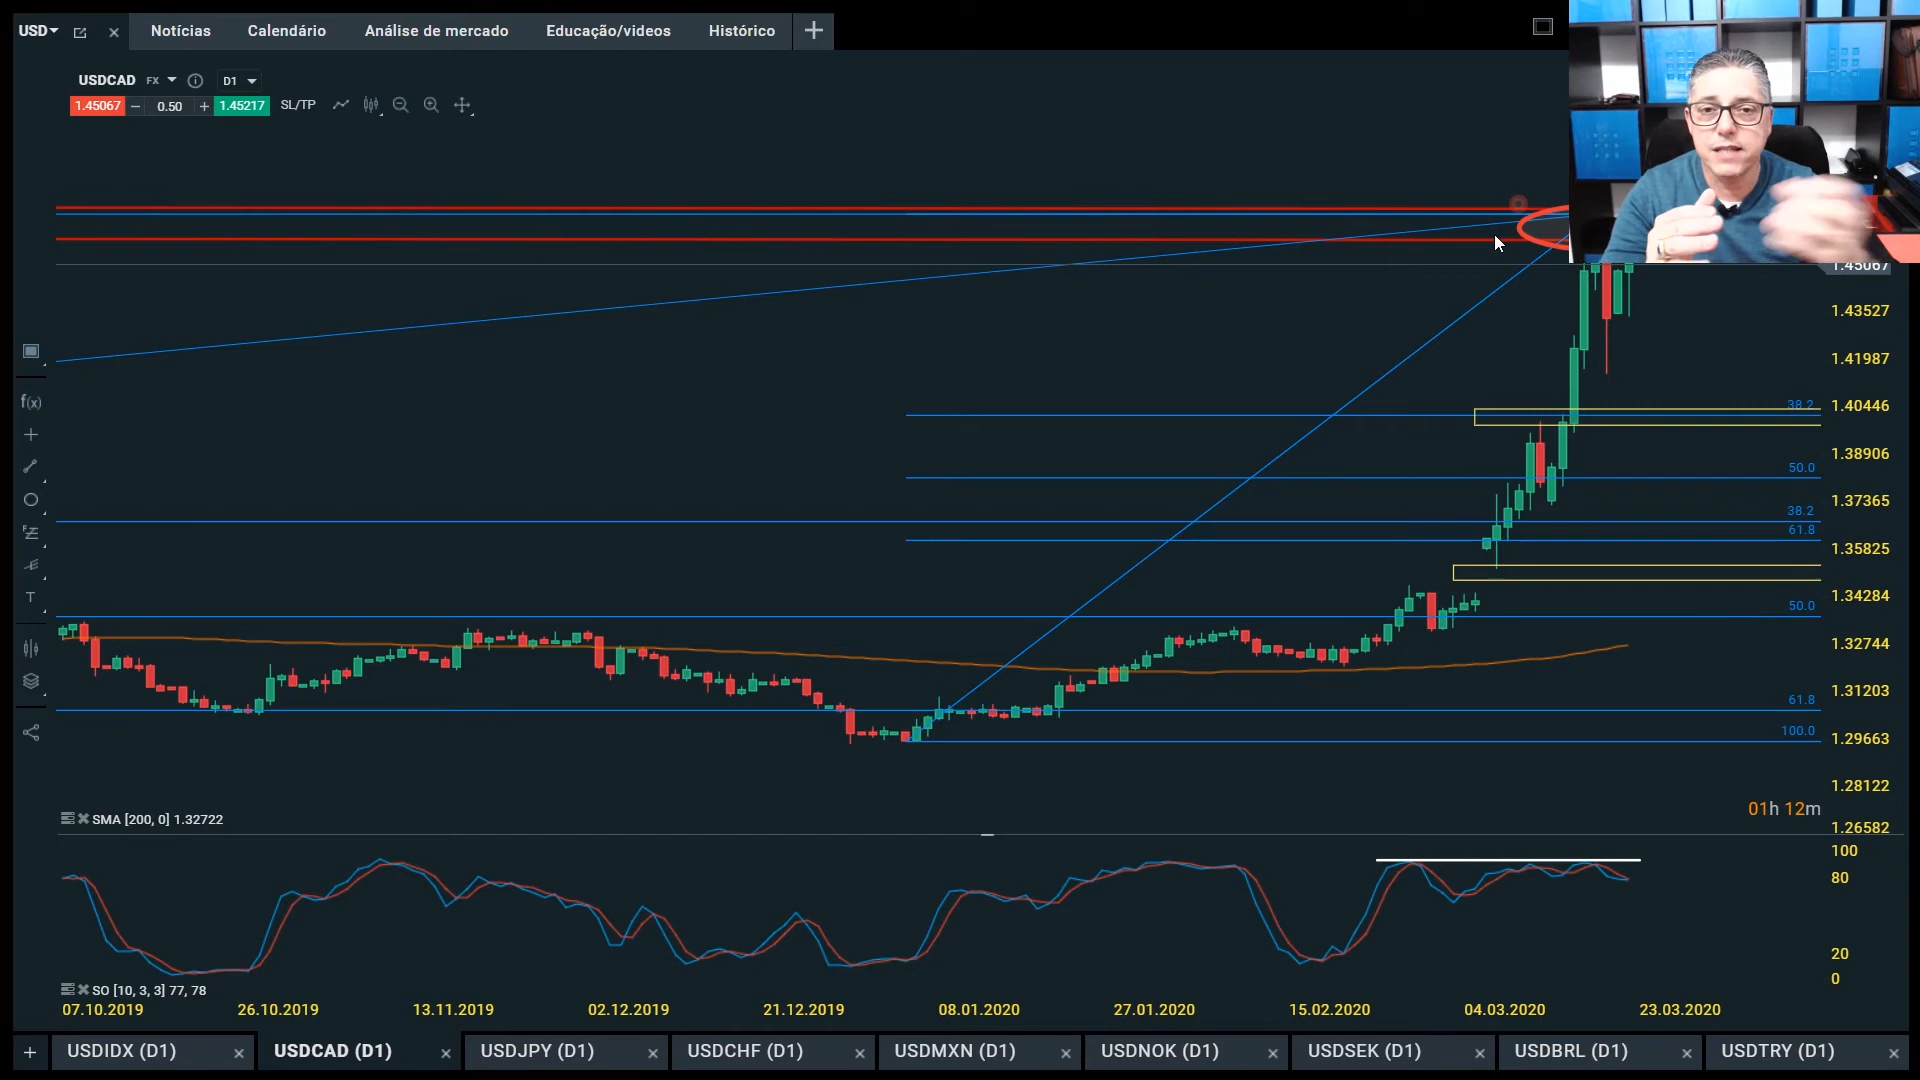 USD
Notícias
Calendário
Análise de mercado
Educação/videos
Histórico
USDCAD FX D1
1.45067 − 0.50 + 1.45217 SL/TP
1.45067
1.43527
1.41987
38.2 1.40446
1.38906
50.0
1.37365
38.2
61.8
1.35825
f(x)
T
1.34284
50.0
1.32744
1.31203
61.8
100.0
1.29663
1.28122
01h 12m
SMA [200, 0] 1.32722
1.26582
100
80
20
0
SO [10, 3, 3] 77, 78
07.10.2019 26.10.2019 13.11.2019 02.12.2019 21.12.2019 08.01.2020 27.01.2020 15.02.2020 04.03.2020 23.03.2020
USDIDX (D1) USDCAD (D1) USDJPY (D1) USDCHF (D1) USDMXN (D1) USDNOK (D1) USDSEK (D1) USDBRL (D1) USDTRY (D1)